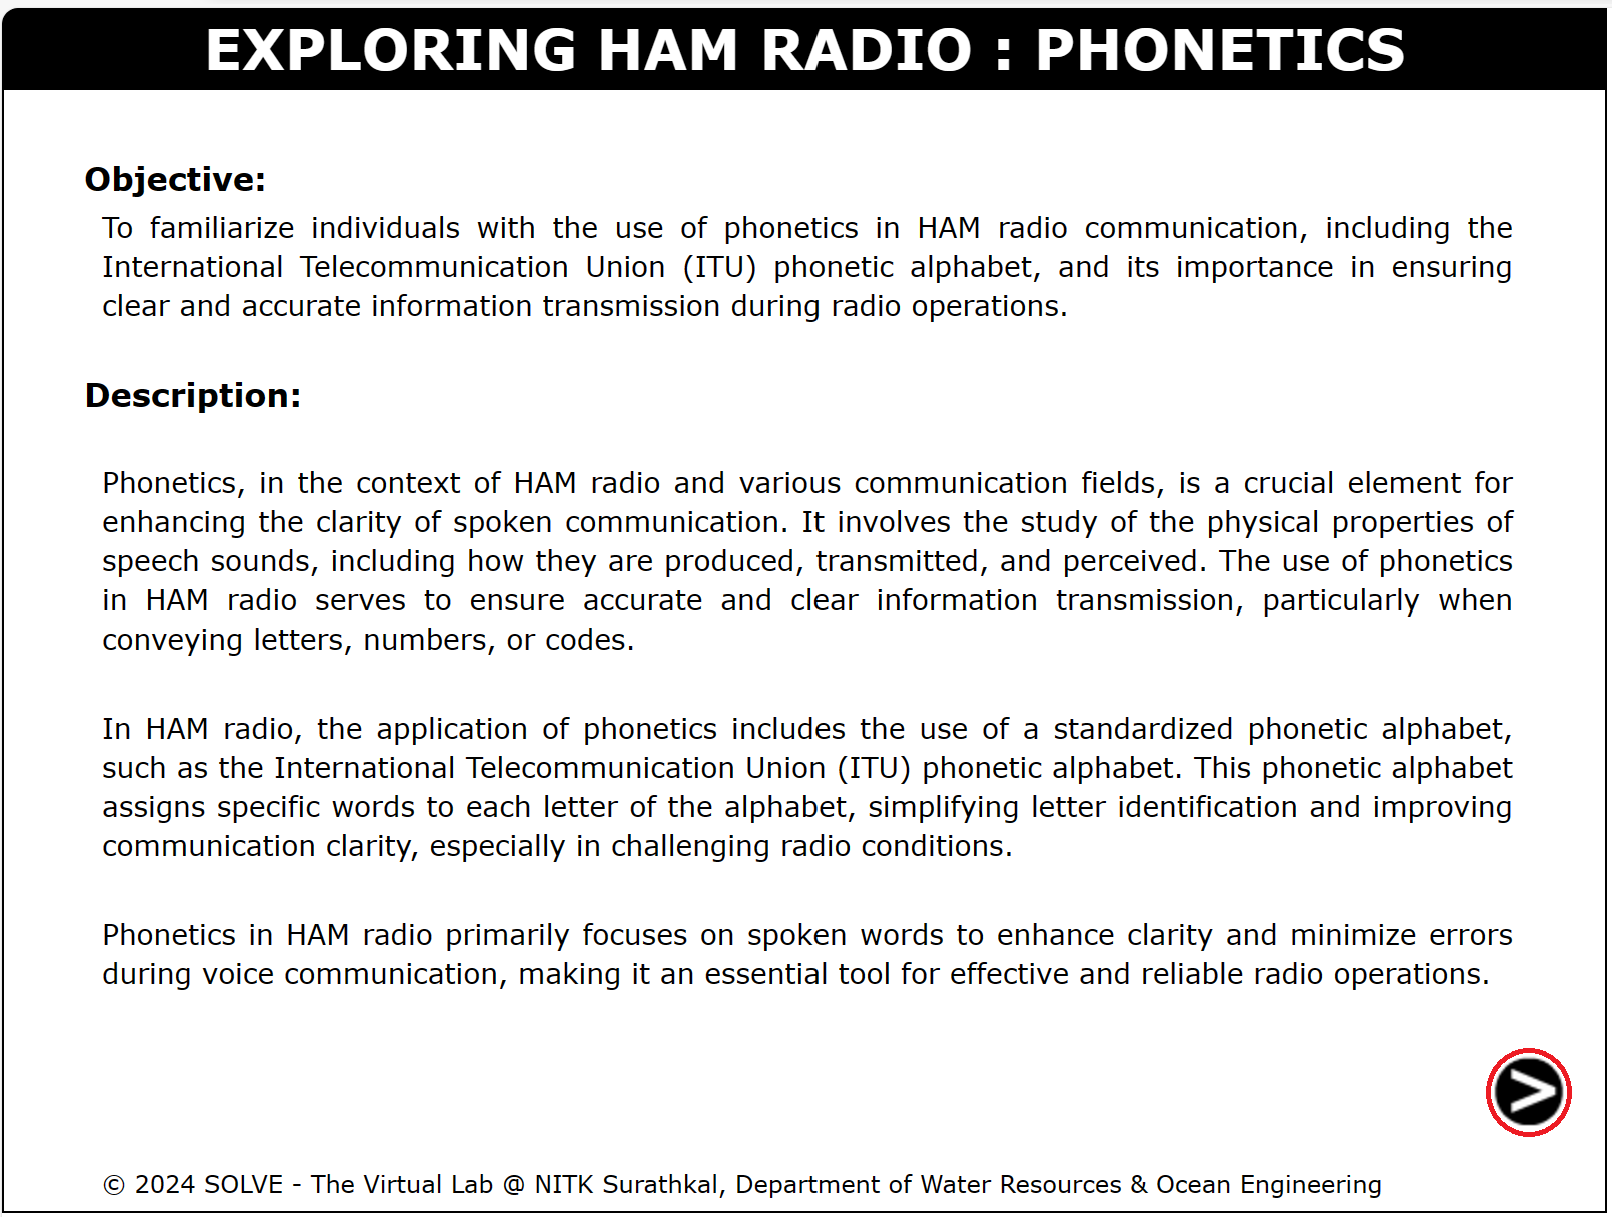 EXPLORING HAM RADIO : PHONETICS
Objective:
To familiarize individuals with the use of phonetics in HAM radio communication, including the
International Telecommunication Union (ITU) phonetic alphabet, and its importance in ensuring
clear and accurate information transmission during radio operations.
Description:
Phonetics, in the context of HAM radio and various communication fields, is a crucial element for
enhancing the clarity of spoken communication. It involves the study of the physical properties of
speech sounds, including how they are produced, transmitted, and perceived. The use of phonetics
in HAM radio serves to ensure accurate and clear information transmission, particularly when
conveying letters, numbers, or codes.
In HAM radio, the application of phonetics includes the use of a standardized phonetic alphabet,
such as the International Telecommunication Union (ITU) phonetic alphabet. This phonetic alphabet
assigns specific words to each letter of the alphabet, simplifying letter identification and improving
communication clarity, especially in challenging radio conditions.
Phonetics in HAM radio primarily focuses on spoken words to enhance clarity and minimize errors
during voice communication, making it an essential tool for effective and reliable radio operations.
>
© 2024 SOLVE - The Virtual Lab @ NITK Surathkal, Department of Water Resources & Ocean Engineering